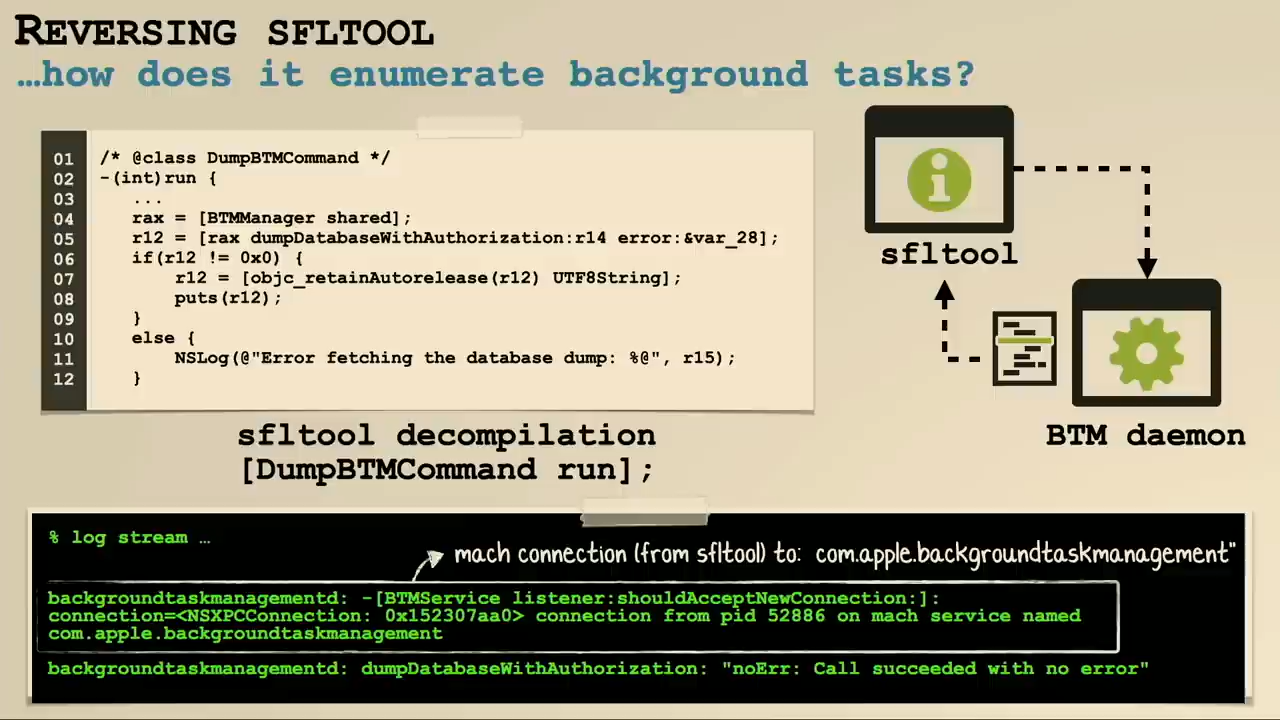 REVERSING SFLTOOL
…how does it enumerate background tasks?
01 /* @class DumpBTMCommand */
02 -(int)run {
03 ...
04 rax = [BTMManager shared];
05 r12 = [rax dumpDatabaseWithAuthorization:r14 error:&var_28];
06 if(r12 != 0x0) {
07 r12 = [objc_retainAutorelease(r12) UTF8String];
08 puts(r12);
09 }
10 else {
11 NSLog(@"Error fetching the database dump: %@", r15);
12 }
sfltool decompilation
[DumpBTMCommand run];
sfltool
BTM daemon
% log stream …
mach connection (from sfltool) to: com.apple.backgroundtaskmanagement"
backgroundtaskmanagementd: -[BTMService listener:shouldAcceptNewConnection:]:
connection=<NSXPCConnection: 0x152307aa0> connection from pid 52886 on mach service named
com.apple.backgroundtaskmanagement
backgroundtaskmanagementd: dumpDatabaseWithAuthorization: "noErr: Call succeeded with no error"